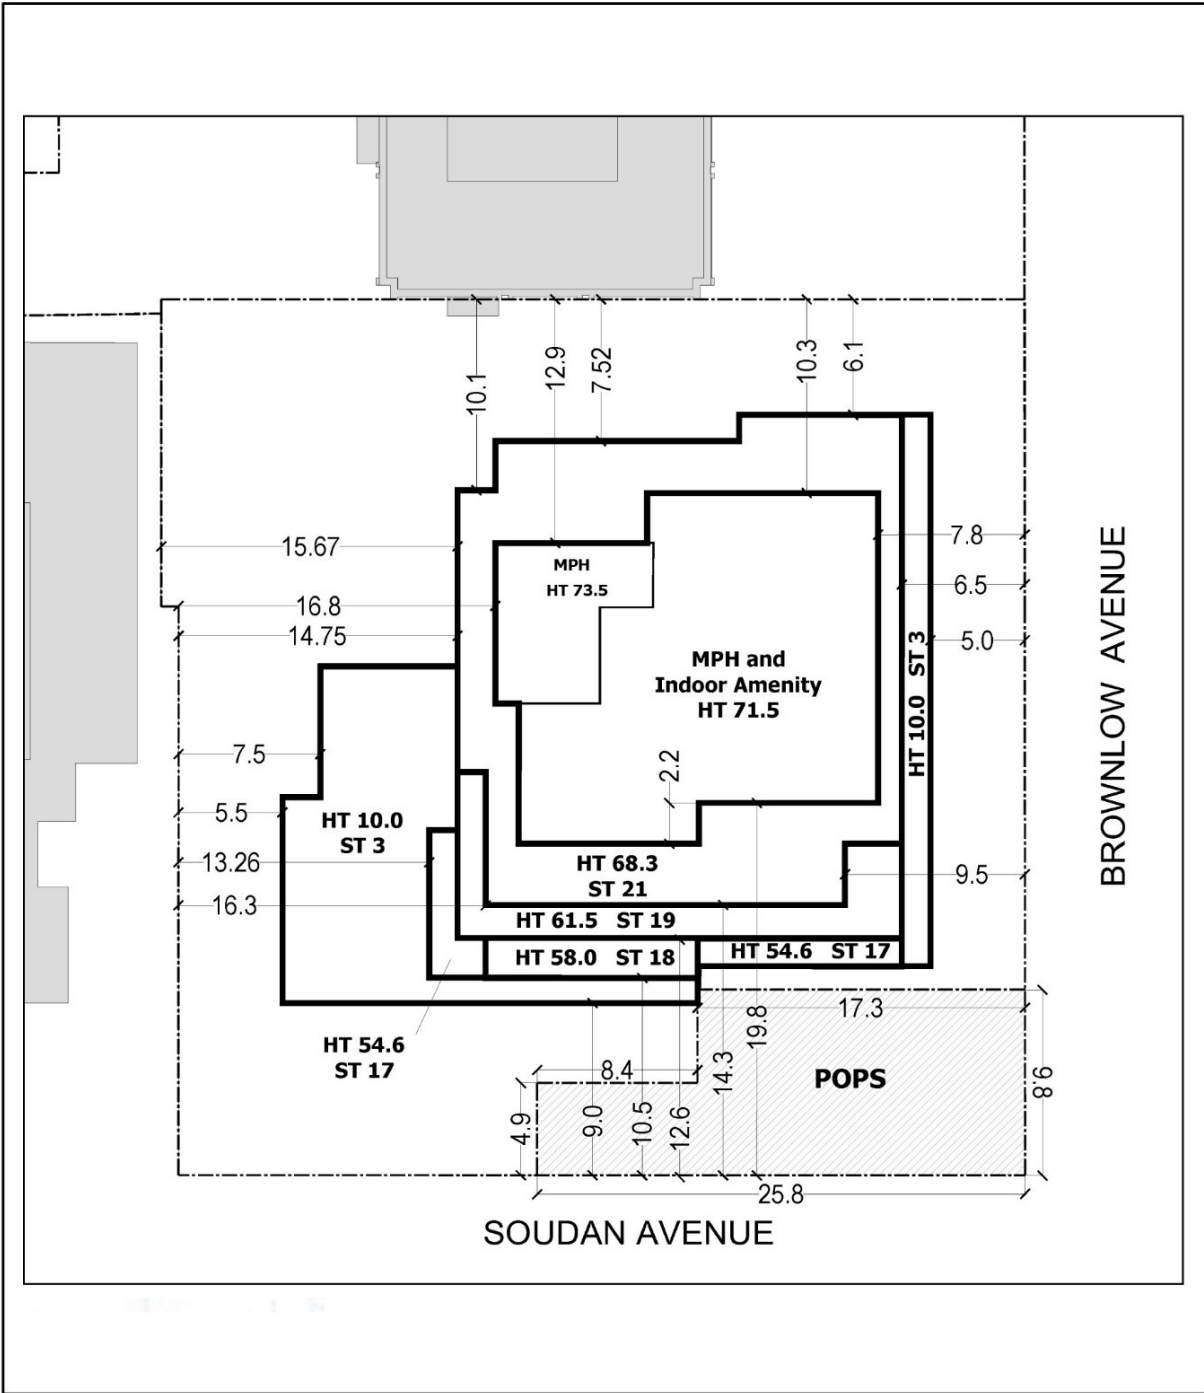 10.1
12.9
7.52
10.3
6.1
15.67
7.8
MPH
HT 73.5
6.5
16.8
14.75
5.0
MPH and
Indoor Amenity
HT 71.5
HT 10.0 ST 3
BROWNLOW AVENUE
7.5
2.2
5.5
HT 10.0
ST 3
13.26
HT 68.3
ST 21
9.5
16.3
HT 61.5 ST 19
HT 58.0 ST 18
HT 54.6 ST 17
17.3
19.8
HT 54.6
ST 17
14.3
8.4
POPS
9.8
4.9
9.0
10.5
12.6
25.8
SOUDAN AVENUE